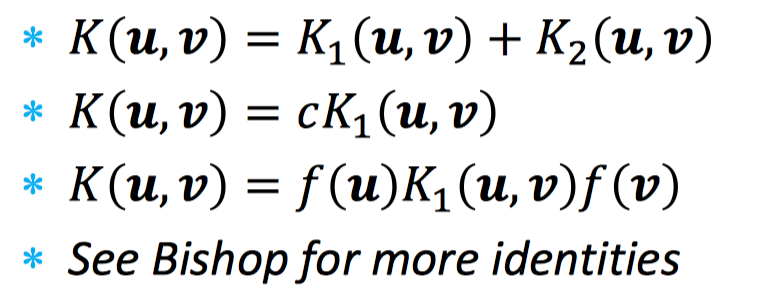 * K(u, v) = K₁(u, v) + K₂(u, v)
* K(u, v) = cK₁(u, v)
* K(u, v) = f(u)K₁(u, v)f(v)
* See Bishop for more identities